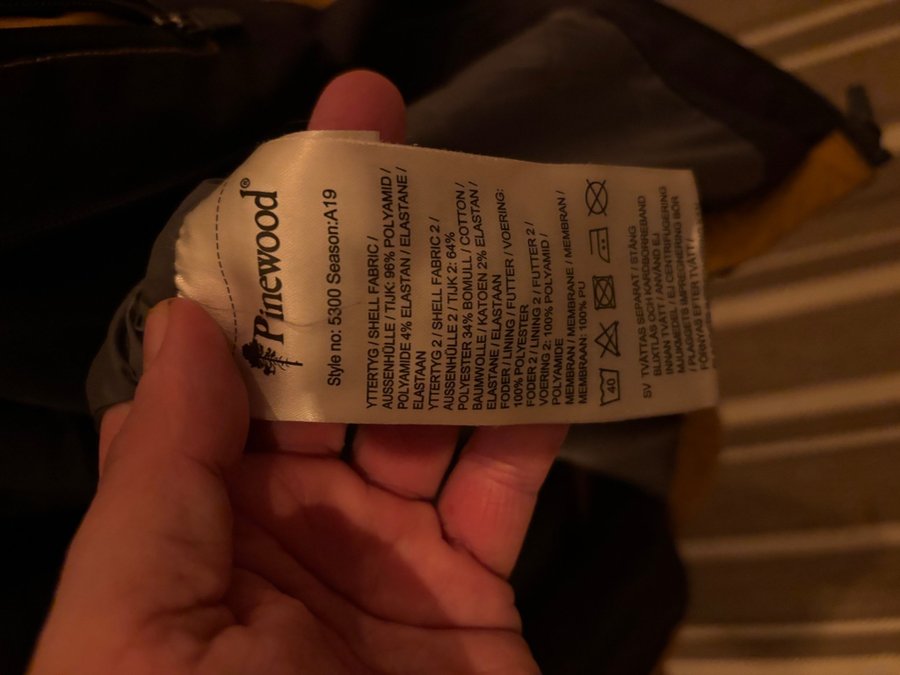 Pinewood®
Style no: 5300 Season:A19
YTTERTYG / SHELL FABRIC /
AUSSENHÜLLE / TIJK: 96% POLYAMID /
POLYAMIDE 4% ELASTAN / ELASTANE /
ELASTAAN
YTTERTYG 2 / SHELL FABRIC 2 /
AUSSENHÜLLE 2 / TIJK 2: 64%
POLYESTER 34% BOMULL / COTTON /
BAUMWOLLE / KATOEN 2% ELASTAN /
ELASTANE / ELASTAAN
FODER / LINING / FUTTER / VOERING:
100% POLYESTER
FODER 2 / LINING 2 / FUTTER 2 /
VOERING 2: 100% POLYAMID /
POLYAMIDE
MEMBRAN / MEMBRANE / MEMBRAN /
MEMBRAAN: 100% PU
40
SV TVÄTTAS SEPARAT / STÄNG
BLIXTLÅS OCH KARDBORREBAND
INNAN TVÄTT / ANVÄND EJ
MJUKMEDEL / EJ CENTRIFUGERING
/ PLAGGETS IMPREGNERING BÖR
FÖRNYAS EFTER TVÄTT /